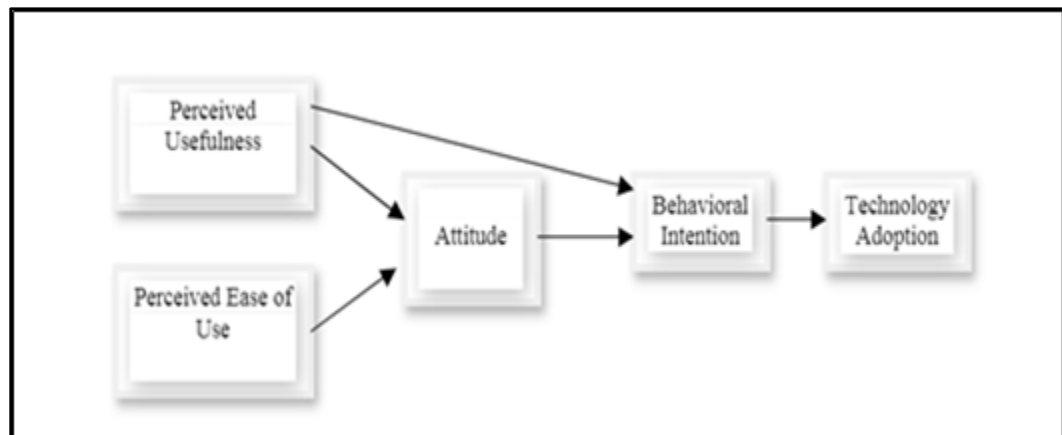 Perceived
Usefulness
Perceived Ease of
Use
Attitude
Behavioral
Intention
Technology
Adoption